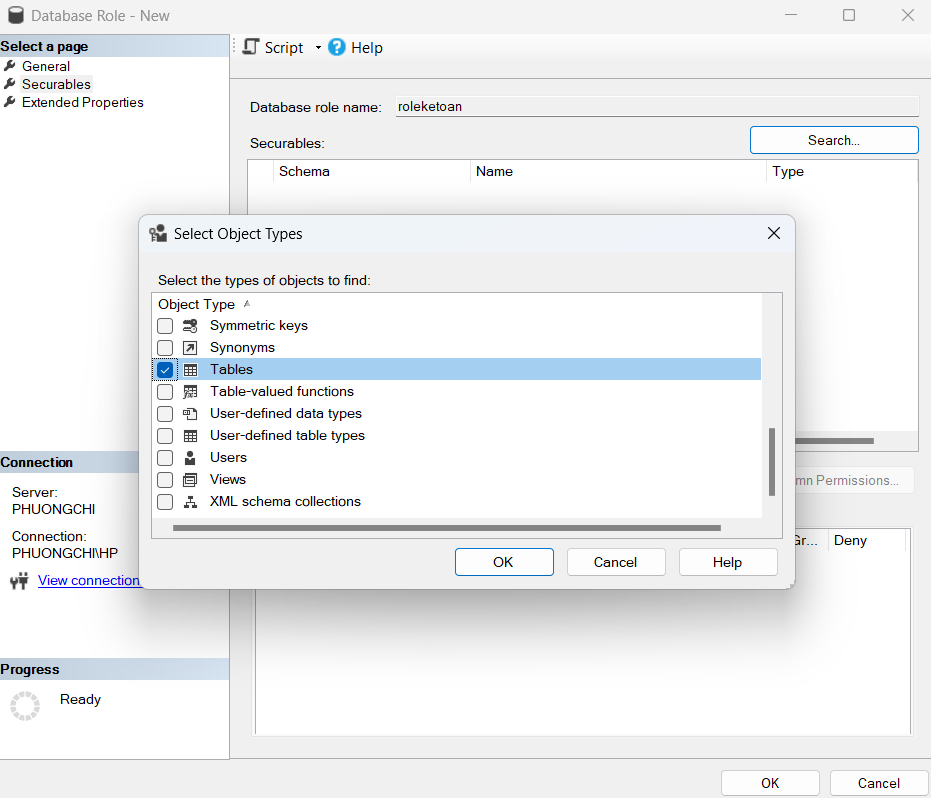 Database Role - New
Select a page
General
Securables
Extended Properties
Script
Help
Database role name:
roleketoan
Securables:
Search...
Schema
Name
Type
Select Object Types
Select the types of objects to find:
Object Type
Symmetric keys
Synonyms
Tables
Table-valued functions
User-defined data types
User-defined table types
Users
Views
XML schema collections
OK
Cancel
Help
Connection
Server:
PHUONGCHI
Connection:
PHUONGCHI\HP
View connection
Permissions...
Gr...
Deny
Progress
Ready
OK
Cancel